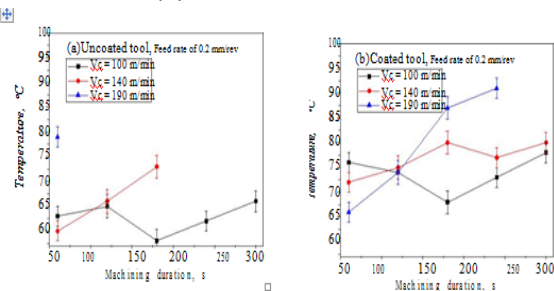 (a)Uncoated tool, Feed rate of 0.2 mm/rev
Vc = 100 m/min
Vc = 140 m/min
Vc = 190 m/min
Temperature, °C
100
95
90
85
80
75
70
65
60
50
100
150
200
250
300
Machining duration, s
(b)Coated tool, Feed rate of 0.2 mm/rev
Vc = 100 m/min
Vc = 140 m/min
Vc = 190 m/min
Temperature, °C
100
95
90
85
80
75
70
65
60
50
100
150
200
250
300
Machining duration, s